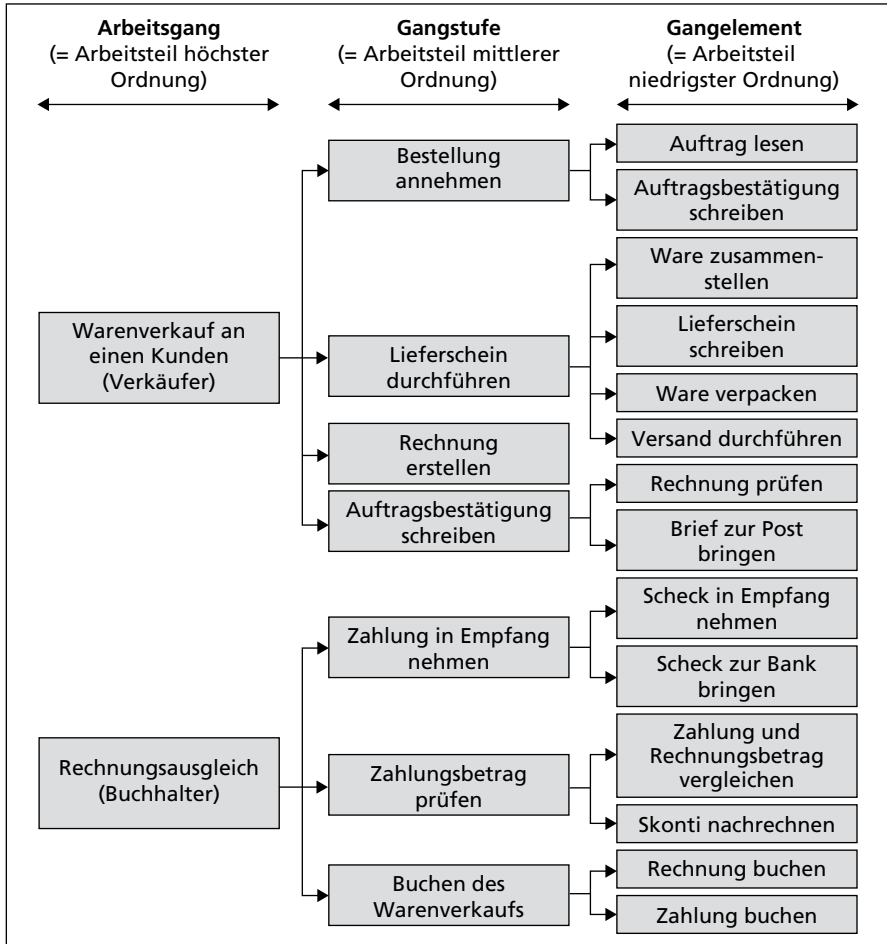 Arbeitsgang
(= Arbeitsteil höchster
Ordnung)
Gangstufe
(= Arbeitsteil mittlerer
Ordnung)
Gangelement
(= Arbeitsteil
niedrigster Ordnung)
Warenverkauf an
einen Kunden
(Verkäufer)
Bestellung
annehmen
Auftrag lesen
Auftragsbestätigung
schreiben
Lieferschein
durchführen
Ware zusammen-
stellen
Lieferschein
schreiben
Ware verpacken
Versand durchführen
Rechnung
erstellen
Auftragsbestätigung
schreiben
Rechnung prüfen
Brief zur Post
bringen
Rechnungsausgleich
(Buchhalter)
Zahlung in Empfang
nehmen
Scheck in Empfang
nehmen
Scheck zur Bank
bringen
Zahlungsbetrag
prüfen
Zahlung und
Rechnungsbetrag
vergleichen
Skonti nachrechnen
Buchen des
Warenverkaufs
Rechnung buchen
Zahlung buchen